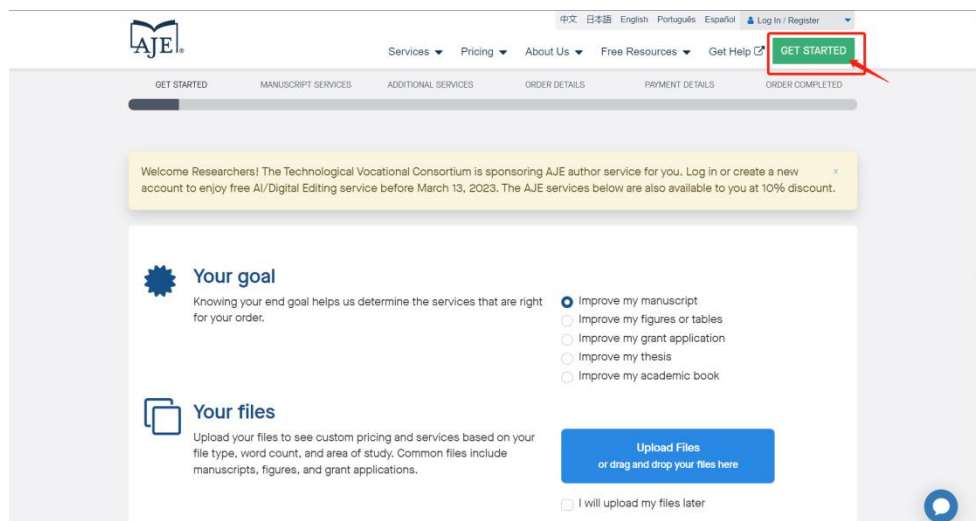 中文 日本語 English Português Español Log In / Register
AJE®
Services Pricing About Us Free Resources Get Help GET STARTED
GET STARTED MANUSCRIPT SERVICES ADDITIONAL SERVICES ORDER DETAILS PAYMENT DETAILS ORDER COMPLETED
Welcome Researchers! The Technological Vocational Consortium is sponsoring AJE author service for you. Log in or create a new
account to enjoy free AI/Digital Editing service before March 13, 2023. The AJE services below are also available to you at 10% discount.
Your goal
Knowing your end goal helps us determine the services that are right
for your order.
Improve my manuscript
Improve my figures or tables
Improve my grant application
Improve my thesis
Improve my academic book
Your files
Upload your files to see custom pricing and services based on your
file type, word count, and area of study. Common files include
manuscripts, figures, and grant applications.
Upload Files
or drag and drop your files here
I will upload my files later